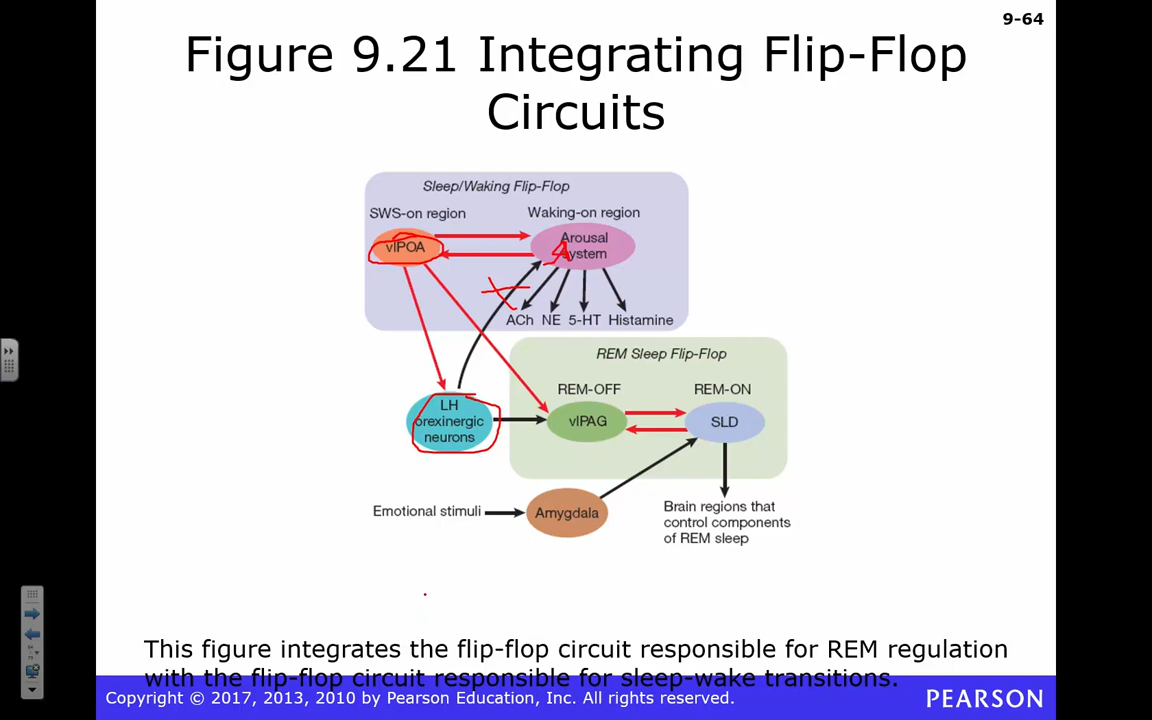 9-64
Figure 9.21 Integrating Flip-Flop
Circuits
Sleep/Waking Flip-Flop
SWS-on region
Waking-on region
vlPOA
Arousal
system
ACh NE 5-HT Histamine
REM Sleep Flip-Flop
REM-OFF
REM-ON
LH
orexinergic
neurons
vlPAG
SLD
Emotional stimuli
Amygdala
Brain regions that
control components
of REM sleep
This figure integrates the flip-flop circuit responsible for REM regulation
with the flip-flop circuit responsible for sleep-wake transitions.
Copyright © 2017, 2013, 2010 by Pearson Education, Inc. All rights reserved.
PEARSON